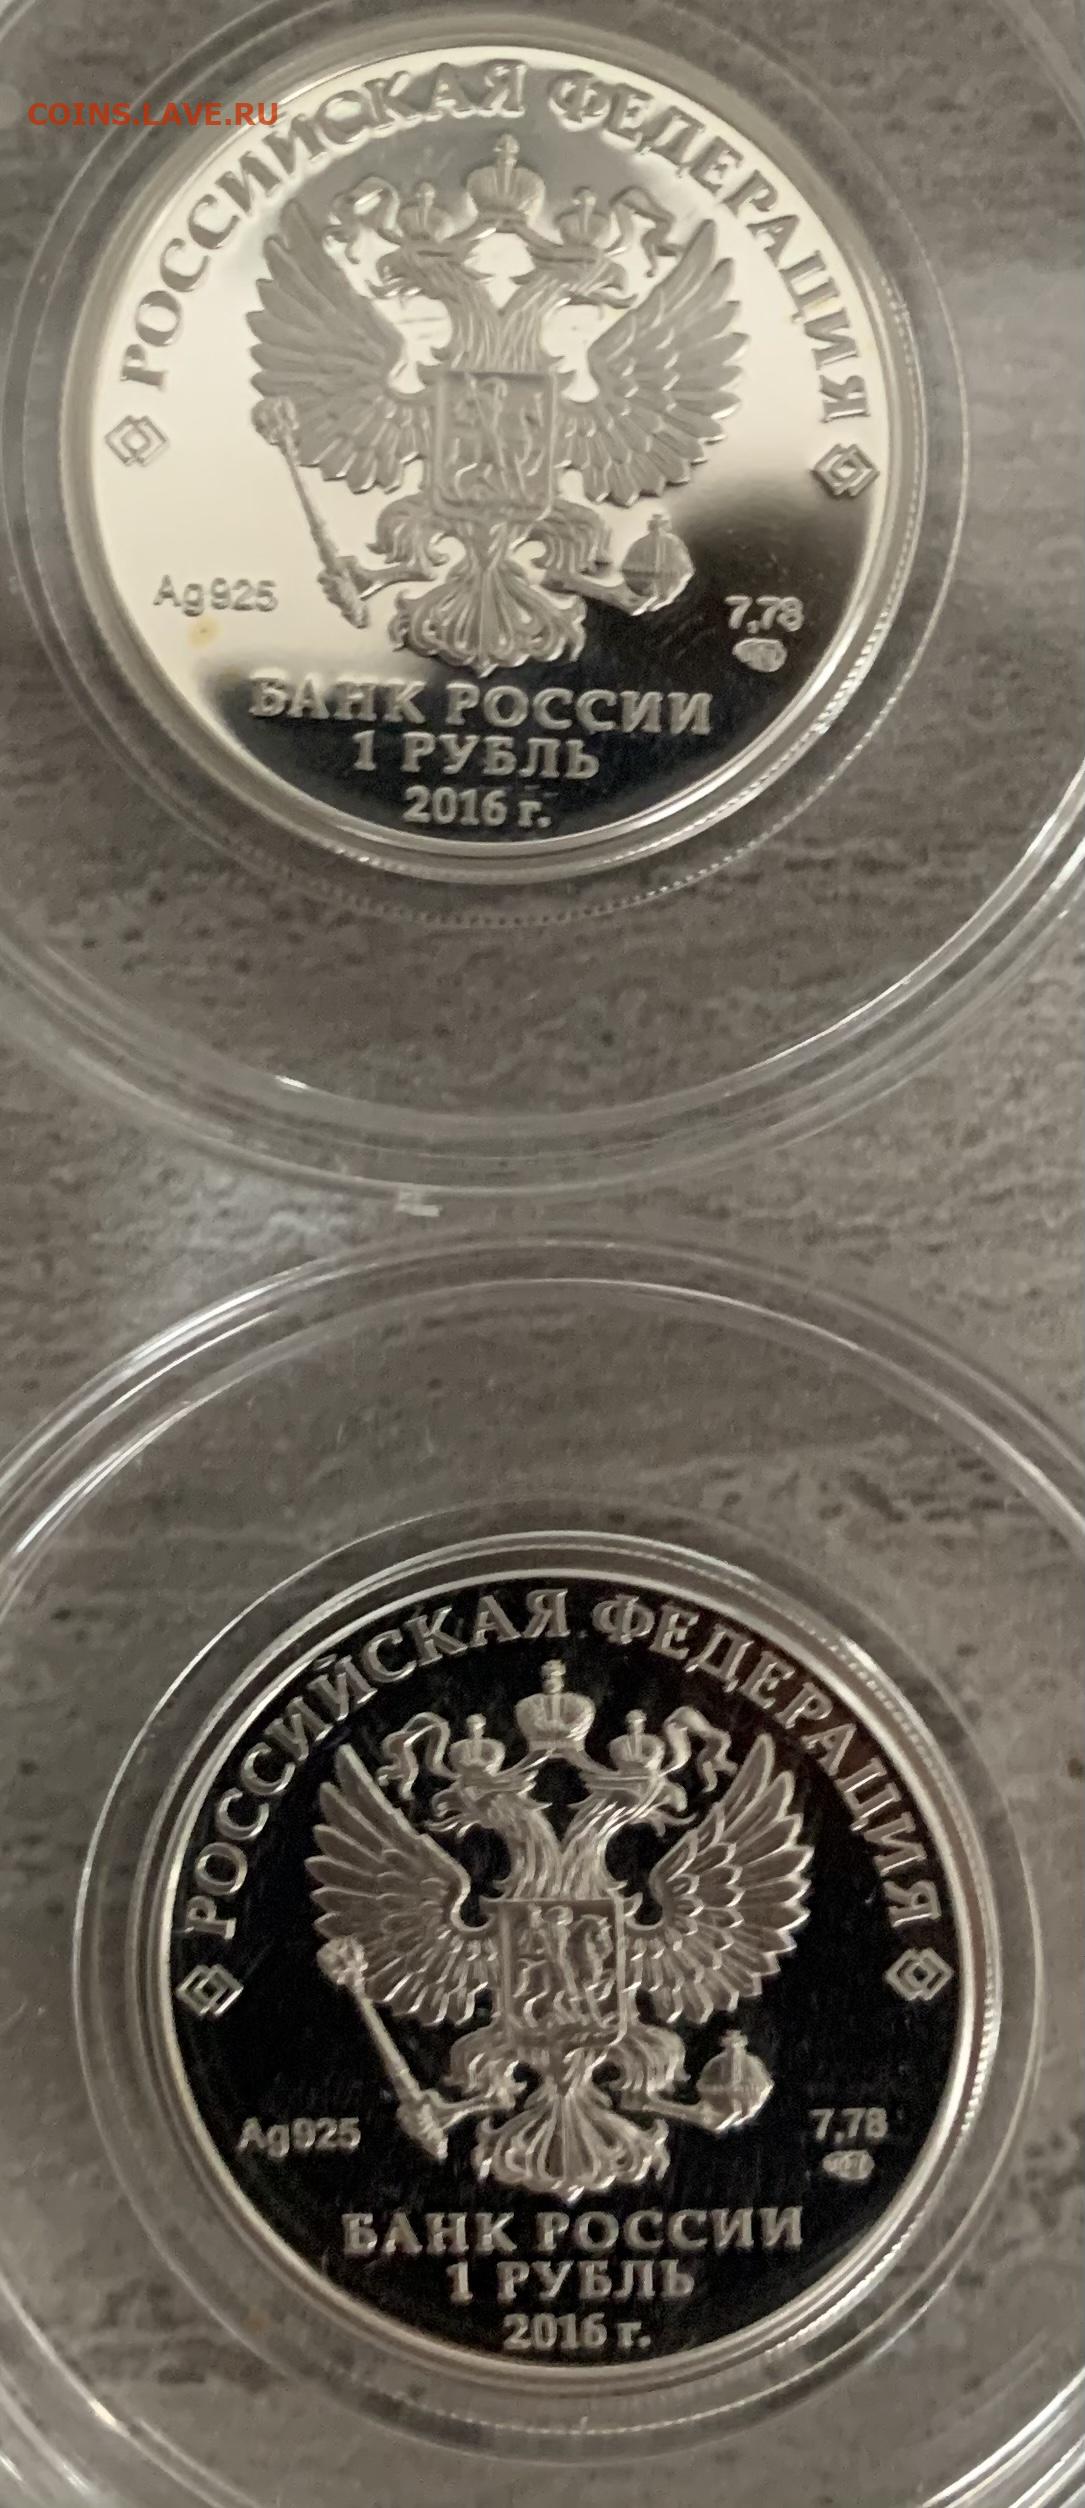 COINS.LAVE.RU
РОССИЙСКАЯ ФЕДЕРАЦИЯ
Ag925
7,78
БАНК РОССИИ
1 РУБЛЬ
2016 г.
РОССИЙСКАЯ ФЕДЕРАЦИЯ
Ag925
7,78
БАНК РОССИИ
1 РУБЛЬ
2016 г.